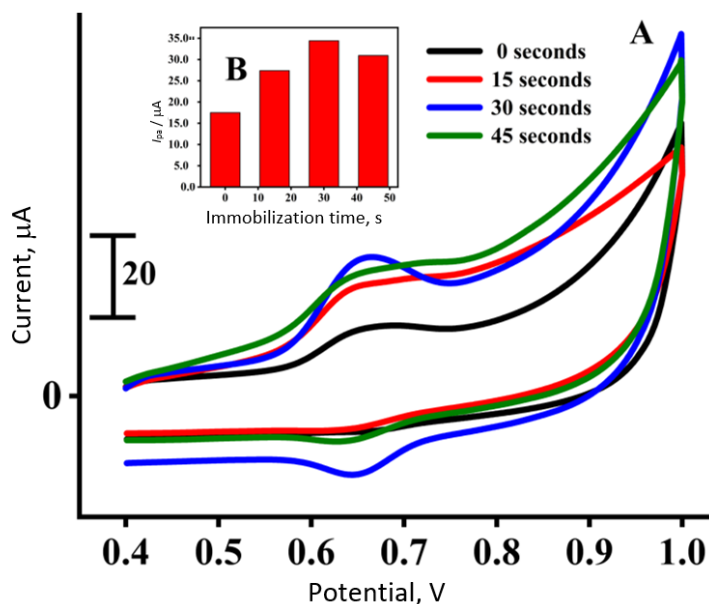 A
0 seconds
15 seconds
30 seconds
45 seconds
B
Ipa / μA
35.0
30.0
25.0
20.0
15.0
10.0
5.0
0.0
0 10 20 30 40 50
Immobilization time, s
Current, μA
20
0
0.4 0.5 0.6 0.7 0.8 0.9 1.0
Potential, V